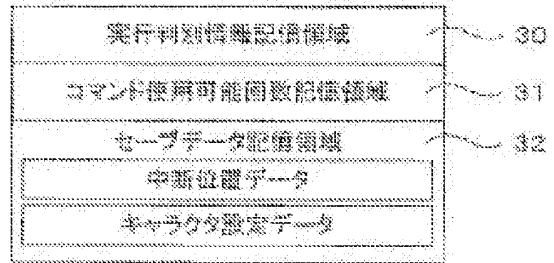 実行判別情報記憶領域 30
コマンド使用可能回数記憶領域 31
セーブデータ記憶領域 32
中断位置データ
キャラクタ設定データ